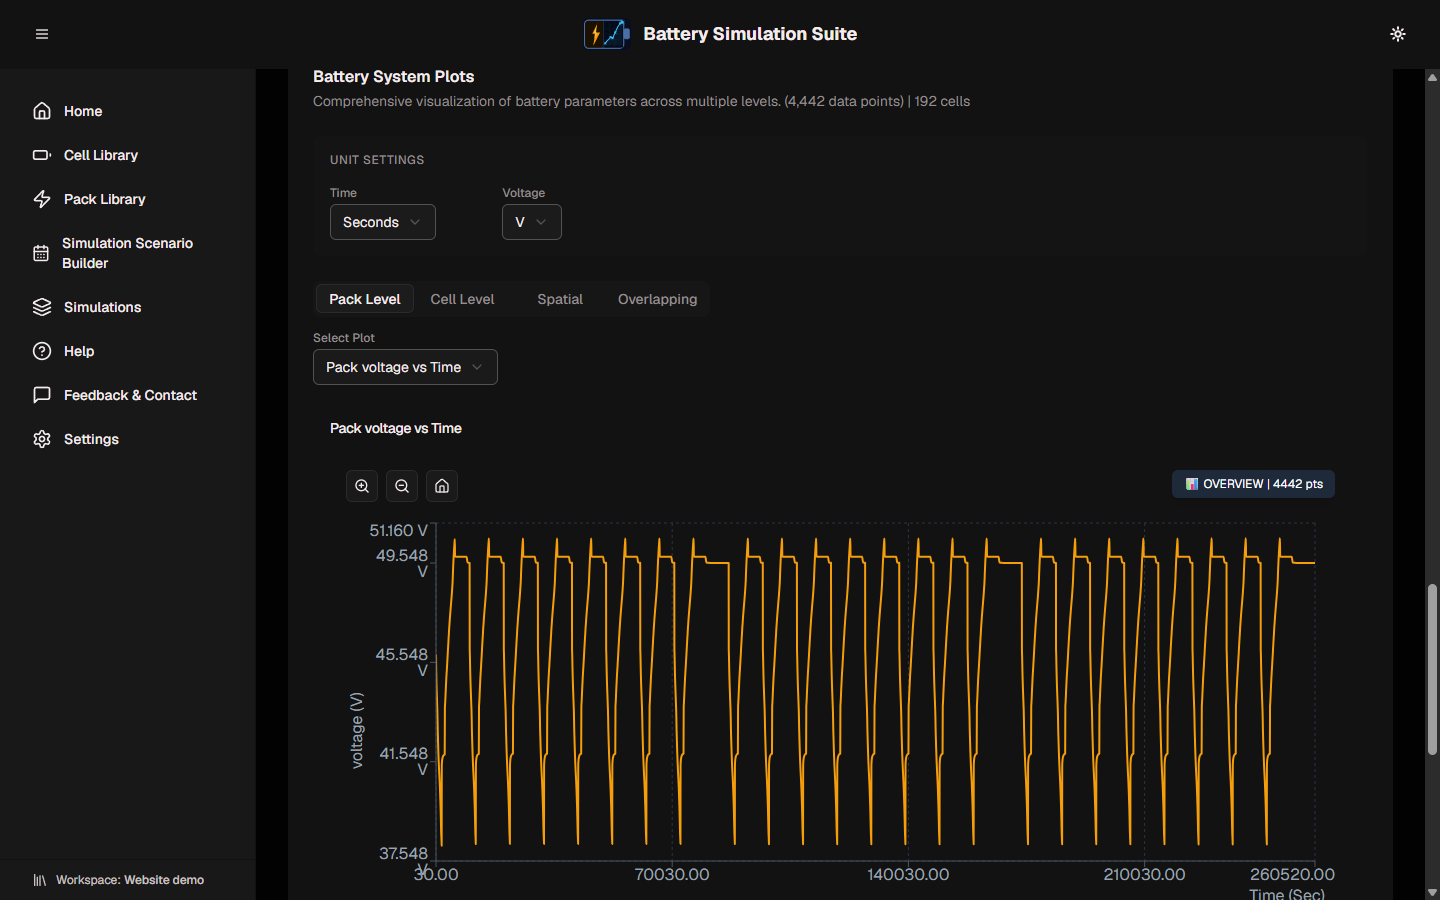 Battery Simulation Suite
Home
Cell Library
Pack Library
Simulation Scenario
Builder
Simulations
Help
Feedback & Contact
Settings
Workspace: Website demo
Battery System Plots
Comprehensive visualization of battery parameters across multiple levels. (4,442 data points) | 192 cells
UNIT SETTINGS
Time
Voltage
Seconds
V
Pack Level
Cell Level
Spatial
Overlapping
Select Plot
Pack voltage vs Time
Pack voltage vs Time
OVERVIEW | 4442 pts
51.160 V
49.548
V
45.548
V
41.548
V
37.548
V
voltage (V)
30.00
70030.00
140030.00
210030.00
260520.00
Time (Sec)